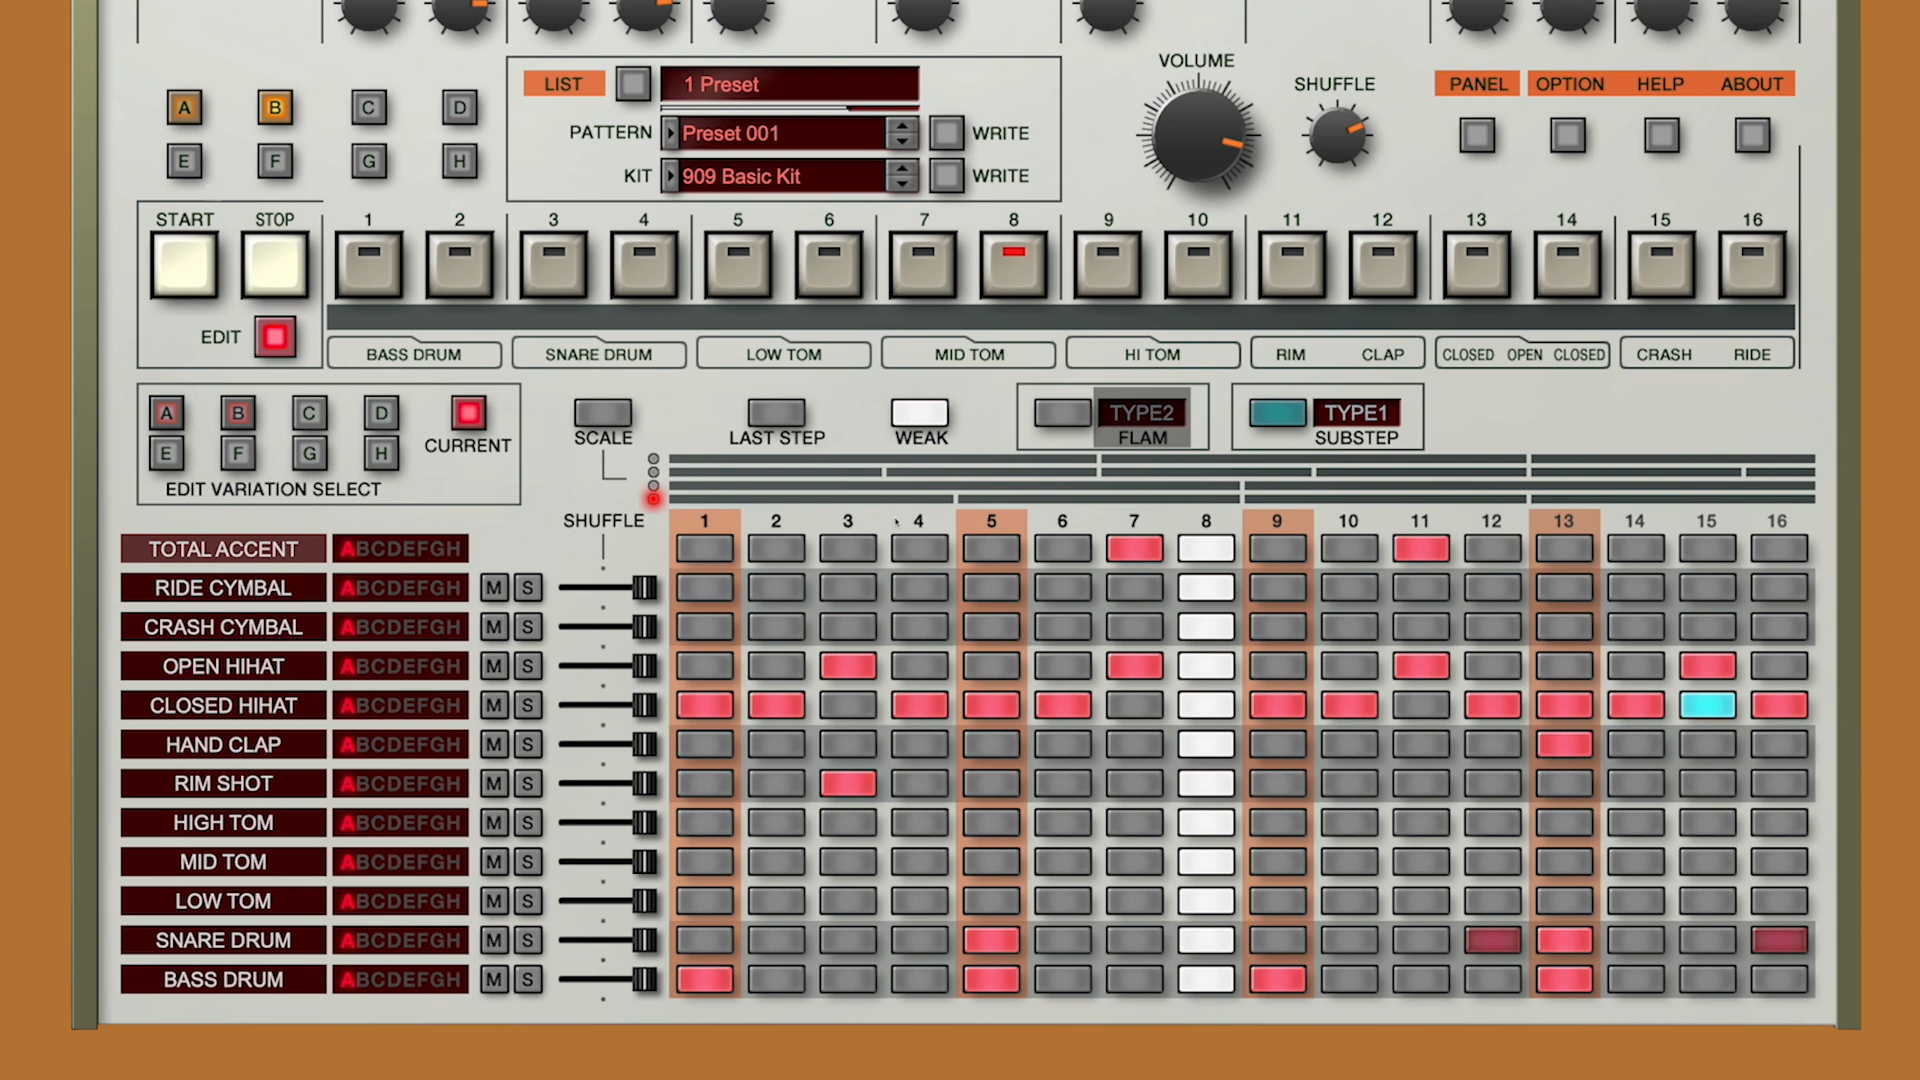 VOLUME
LIST 1 Preset
SHUFFLE
PANEL OPTION HELP ABOUT
A B C D
PATTERN Preset 001 WRITE
E F G H
KIT 909 Basic Kit WRITE
START STOP 1 2 3 4 5 6 7 8 9 10 11 12 13 14 15 16
EDIT
BASS DRUM SNARE DRUM LOW TOM MID TOM HI TOM RIM CLAP CLOSED OPEN CLOSED CRASH RIDE
A B C D
TYPE2 TYPE1
SCALE LAST STEP WEAK FLAM SUBSTEP
CURRENT
E F G H
EDIT VARIATION SELECT
SHUFFLE 1 2 3 4 5 6 7 8 9 10 11 12 13 14 15 16
TOTAL ACCENT ABCDEFGH
RIDE CYMBAL ABCDEFGH M S
CRASH CYMBAL ABCDEFGH M S
OPEN HIHAT ABCDEFGH M S
CLOSED HIHAT ABCDEFGH M S
HAND CLAP ABCDEFGH M S
RIM SHOT ABCDEFGH M S
HIGH TOM ABCDEFGH M S
MID TOM ABCDEFGH M S
LOW TOM ABCDEFGH M S
SNARE DRUM ABCDEFGH M S
BASS DRUM ABCDEFGH M S